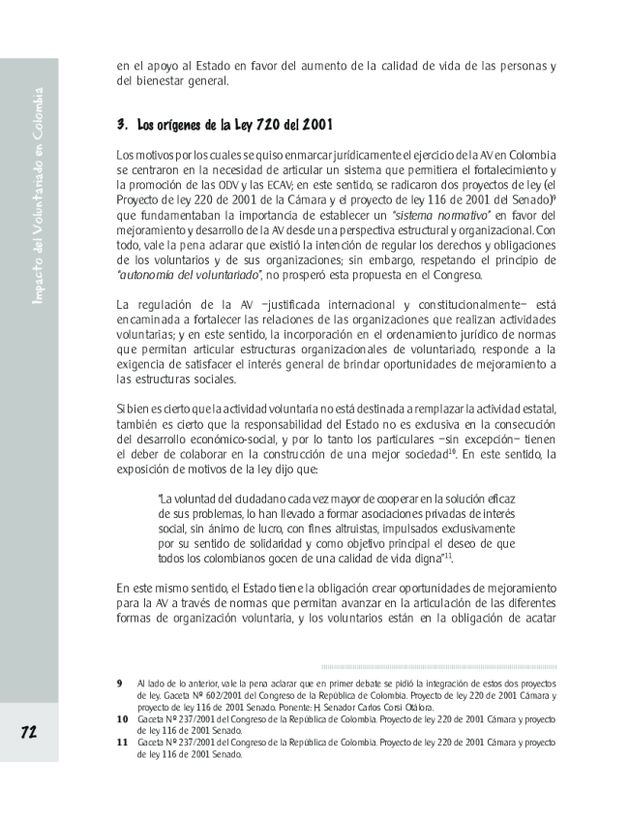 Impacto del Voluntariado en Colombia
en el apoyo al Estado en favor del aumento de la calidad de vida de las personas y
del bienestar general.
3. Los orígenes de la Ley 720 del 2001
Los motivos por los cuales se quiso enmarcar jurídicamente el ejercicio de la AV en Colombia
se centraron en la necesidad de articular un sistema que permitiera el fortalecimiento y
la promoción de las ODV y las ECAV; en este sentido, se radicaron dos proyectos de ley (el
Proyecto de ley 220 de 2001 de la Cámara y el proyecto de ley 116 de 2001 del Senado)9
que fundamentaban la importancia de establecer un “sistema normativo” en favor del
mejoramiento y desarrollo de la AV desde una perspectiva estructural y organizacional. Con
todo, vale la pena aclarar que existió la intención de regular los derechos y obligaciones
de los voluntarios y de sus organizaciones; sin embargo, respetando el principio de
“autonomía del voluntariado”, no prosperó esta propuesta en el Congreso.
La regulación de la AV –justificada internacional y constitucionalmente– está
encaminada a fortalecer las relaciones de las organizaciones que realizan actividades
voluntarias; y en este sentido, la incorporación en el ordenamiento jurídico de normas
que permitan articular estructuras organizacionales de voluntariado, responde a la
exigencia de satisfacer el interés general de brindar oportunidades de mejoramiento a
las estructuras sociales.
Si bien es cierto que la actividad voluntaria no está destinada a remplazar la actividad estatal,
también es cierto que la responsabilidad del Estado no es exclusiva en la consecución
del desarrollo económico-social, y por lo tanto los particulares –sin excepción– tienen
el deber de colaborar en la construcción de una mejor sociedad10. En este sentido, la
exposición de motivos de la ley dijo que:
“La voluntad del ciudadano cada vez mayor de cooperar en la solución eficaz
de sus problemas, lo han llevado a formar asociaciones privadas de interés
social, sin ánimo de lucro, con fines altruistas, impulsados exclusivamente
por su sentido de solidaridad y como objetivo principal el deseo de que
todos los colombianos gocen de una calidad de vida digna”11.
En este mismo sentido, el Estado tiene la obligación crear oportunidades de mejoramiento
para la AV a través de normas que permitan avanzar en la articulación de las diferentes
formas de organización voluntaria, y los voluntarios están en la obligación de acatar
9 Al lado de lo anterior, vale la pena aclarar que en primer debate se pidió la integración de estos dos proyectos
de ley. Gaceta Nº 602/2001 del Congreso de la República de Colombia. Proyecto de ley 220 de 2001 Cámara y
proyecto de ley 116 de 2001 Senado. Ponente: H. Senador Carlos Corsi Otálora.
10 Gaceta Nº 237/2001 del Congreso de la República de Colombia. Proyecto de ley 220 de 2001 Cámara y proyecto
de ley 116 de 2001 Senado.
11 Gaceta Nº 237/2001 del Congreso de la República de Colombia. Proyecto de ley 220 de 2001 Cámara y proyecto
de ley 116 de 2001 Senado.
72